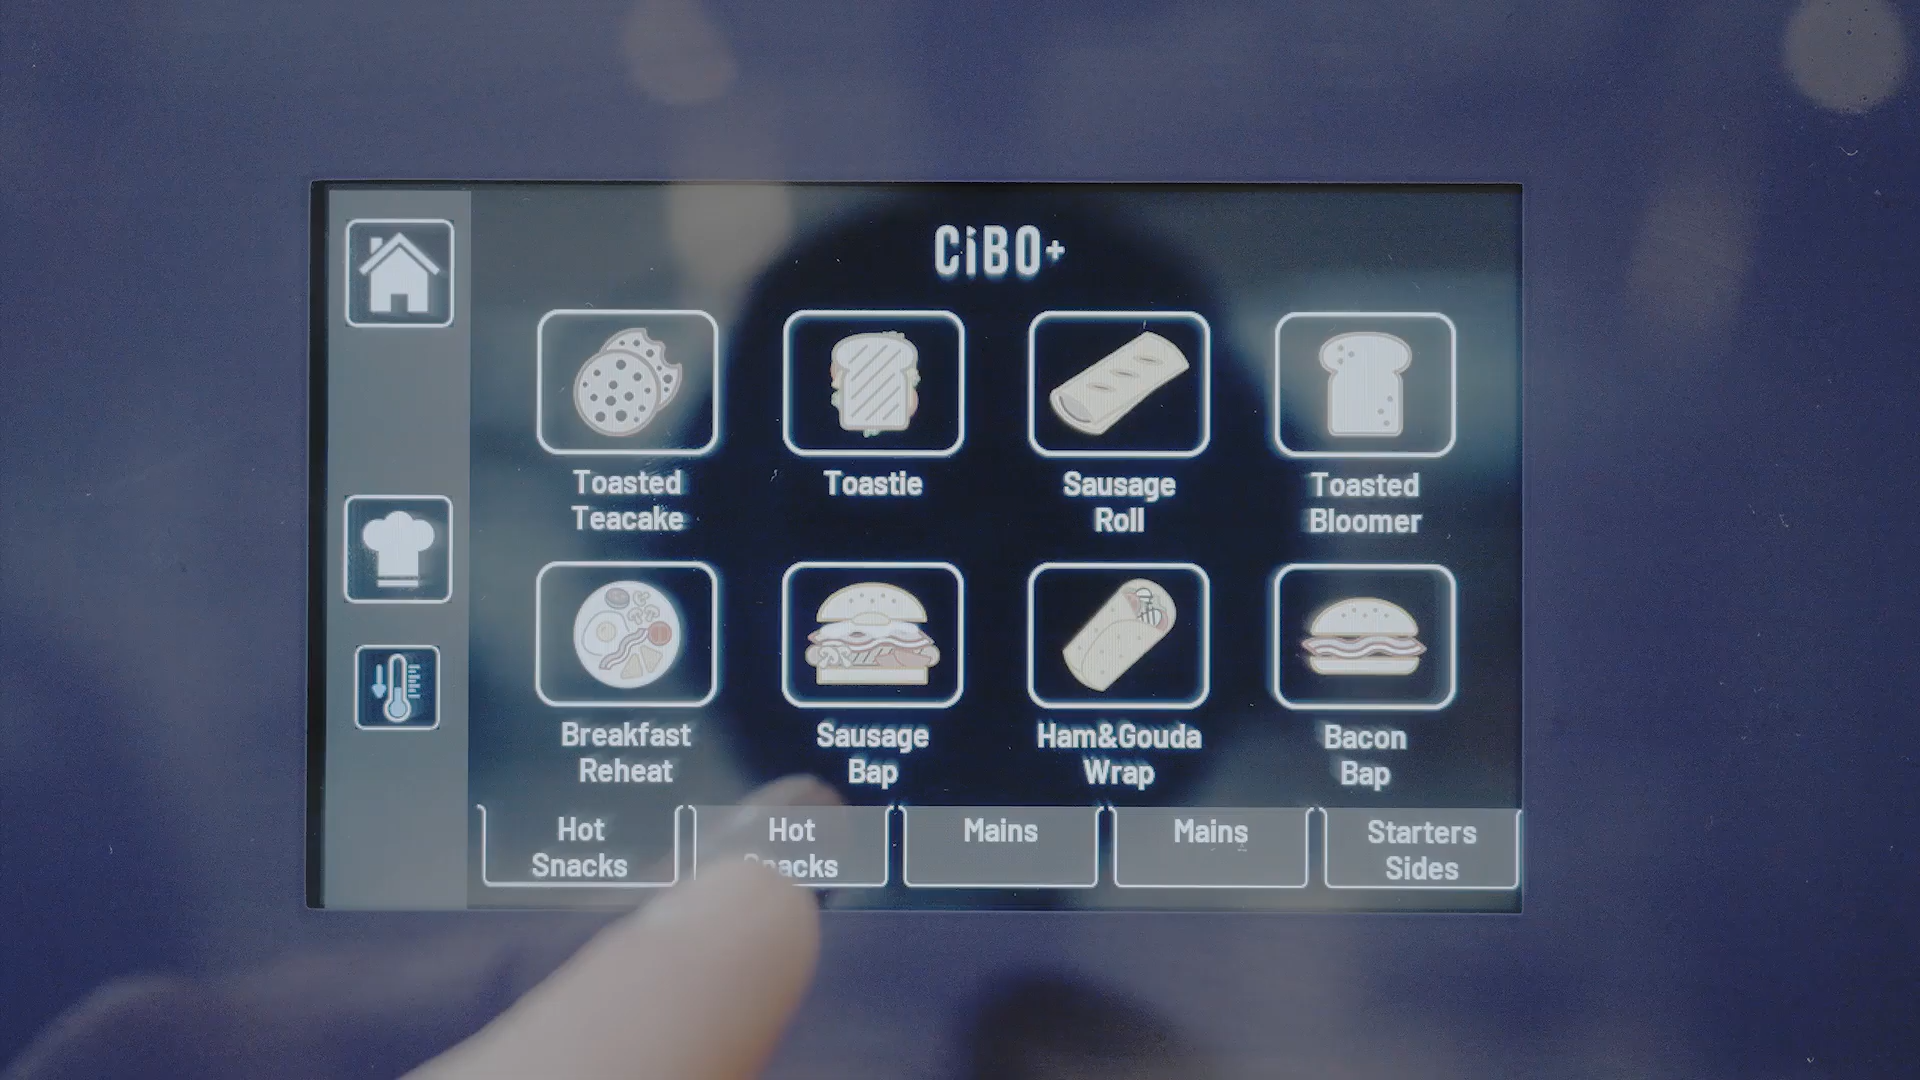 CiBO+
Toasted
Teacake
Toastie
Sausage
Roll
Toasted
Bloomer
Breakfast
Reheat
Sausage
Bap
Ham&Gouda
Wrap
Bacon
Bap
Hot
Snacks
Hot
Snacks
Mains
Mains
Starters
Sides